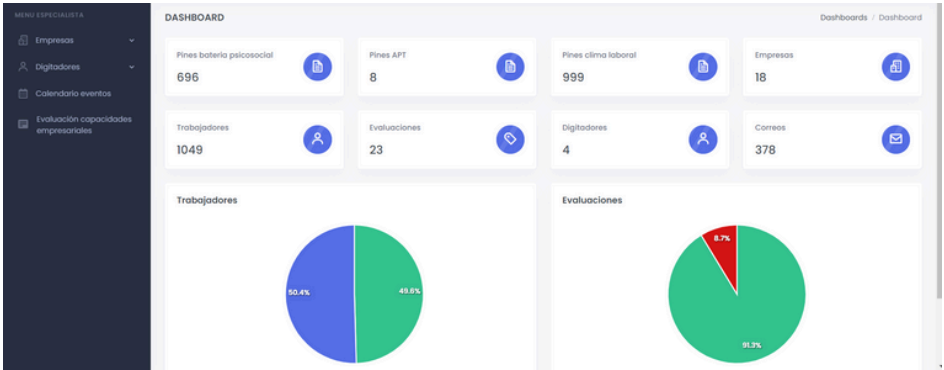 MENU ESPECIALISTA
Empresas
Digitadores
Calendario eventos
Evaluación capacidades
empresariales
DASHBOARD
Dashboards / Dashboard
Pines batería psicosocial
696
Pines APT
8
Pines clima laboral
999
Empresas
18
Trabajadores
1049
Evaluaciones
23
Digitadores
4
Correos
378
Trabajadores
50.4%
49.6%
Evaluaciones
8.7%
91.3%